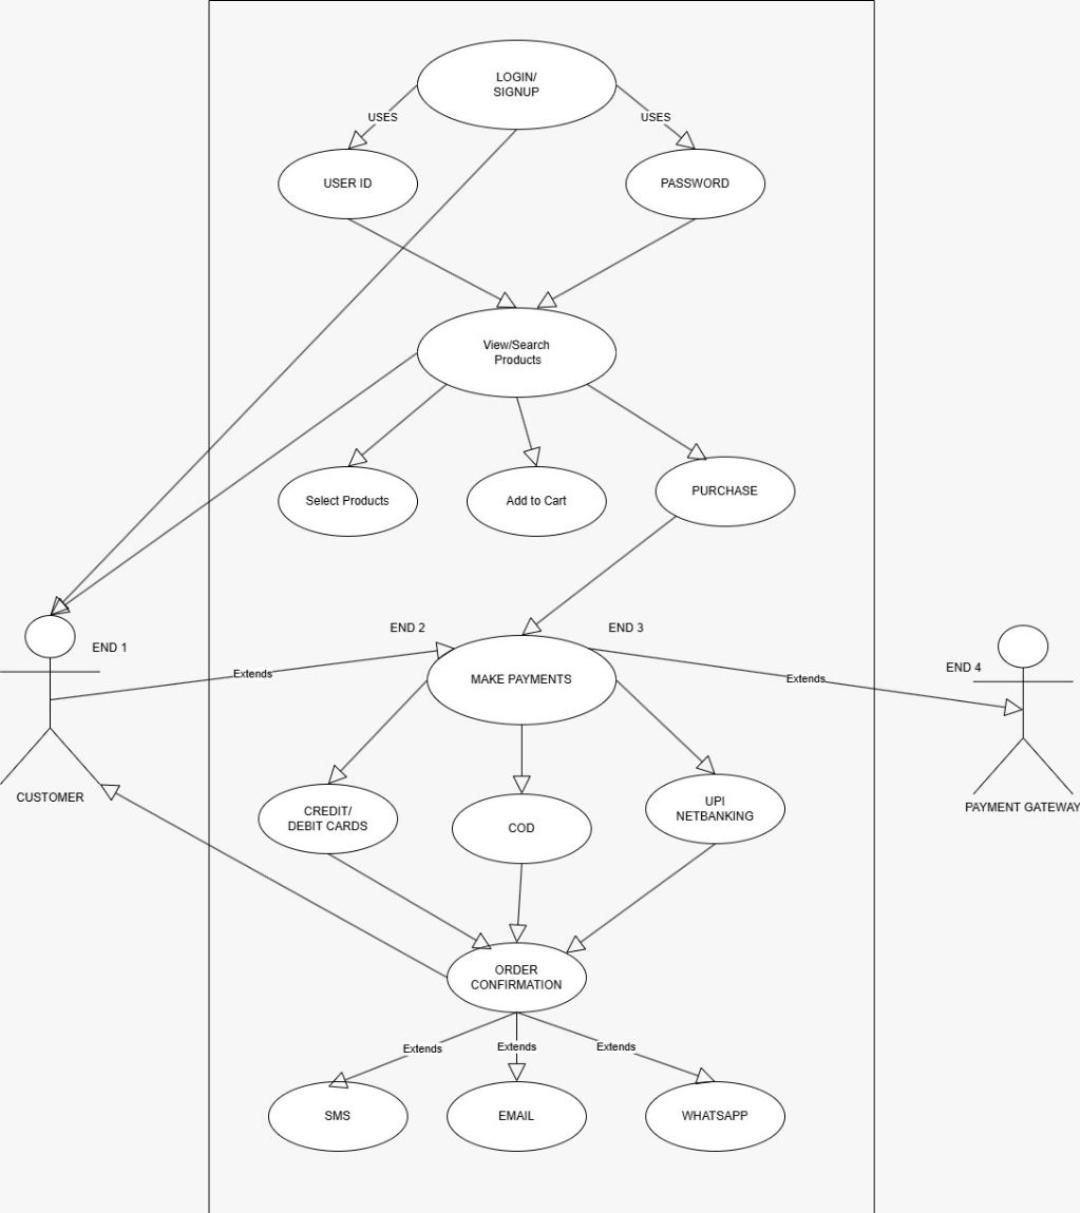 LOGIN/
SIGNUP
USES
USES
USER ID
PASSWORD
View/Search
Products
Select Products
Add to Cart
PURCHASE
END 1
END 2
END 3
END 4
Extends
MAKE PAYMENTS
Extends
CUSTOMER
PAYMENT GATEWAY
CREDIT/
DEBIT CARDS
COD
UPI
NETBANKING
ORDER
CONFIRMATION
Extends
Extends
Extends
SMS
EMAIL
WHATSAPP